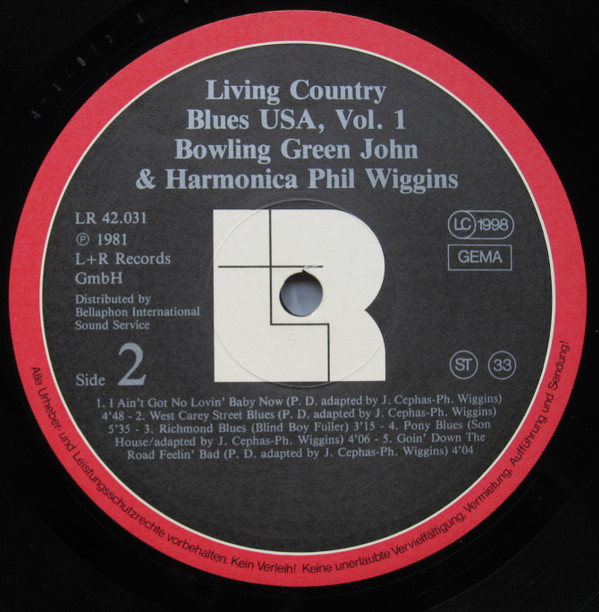 Living Country
Blues USA, Vol. 1
Bowling Green John
& Harmonica Phil Wiggins
LR 42.031
Ⓟ 1981
L+R Records
GmbH
Distributed by
Bellaphon International
Sound Service
Side 2
LC 1998
GEMA
ST 33
1. I Ain't Got No Lovin' Baby Now (P. D. adapted by J. Cephas-Ph. Wiggins)
4'48 - 2. West Carey Street Blues (P. D. adapted by J. Cephas-Ph. Wiggins)
5'35 - 3. Richmond Blues (Blind Boy Fuller) 3'15 - 4. Pony Blues (Son
House/adapted by J. Cephas-Ph. Wiggins) 4'06 - 5. Goin' Down The
Road Feelin' Bad (P. D. adapted by J. Cephas-Ph. Wiggins) 4'04
Alle Urheber- und Leistungsschutzrechte vorbehalten. Kein Verleih! Keine unerlaubte Vervielfältigung, Vermietung, Aufführung und Sendung!